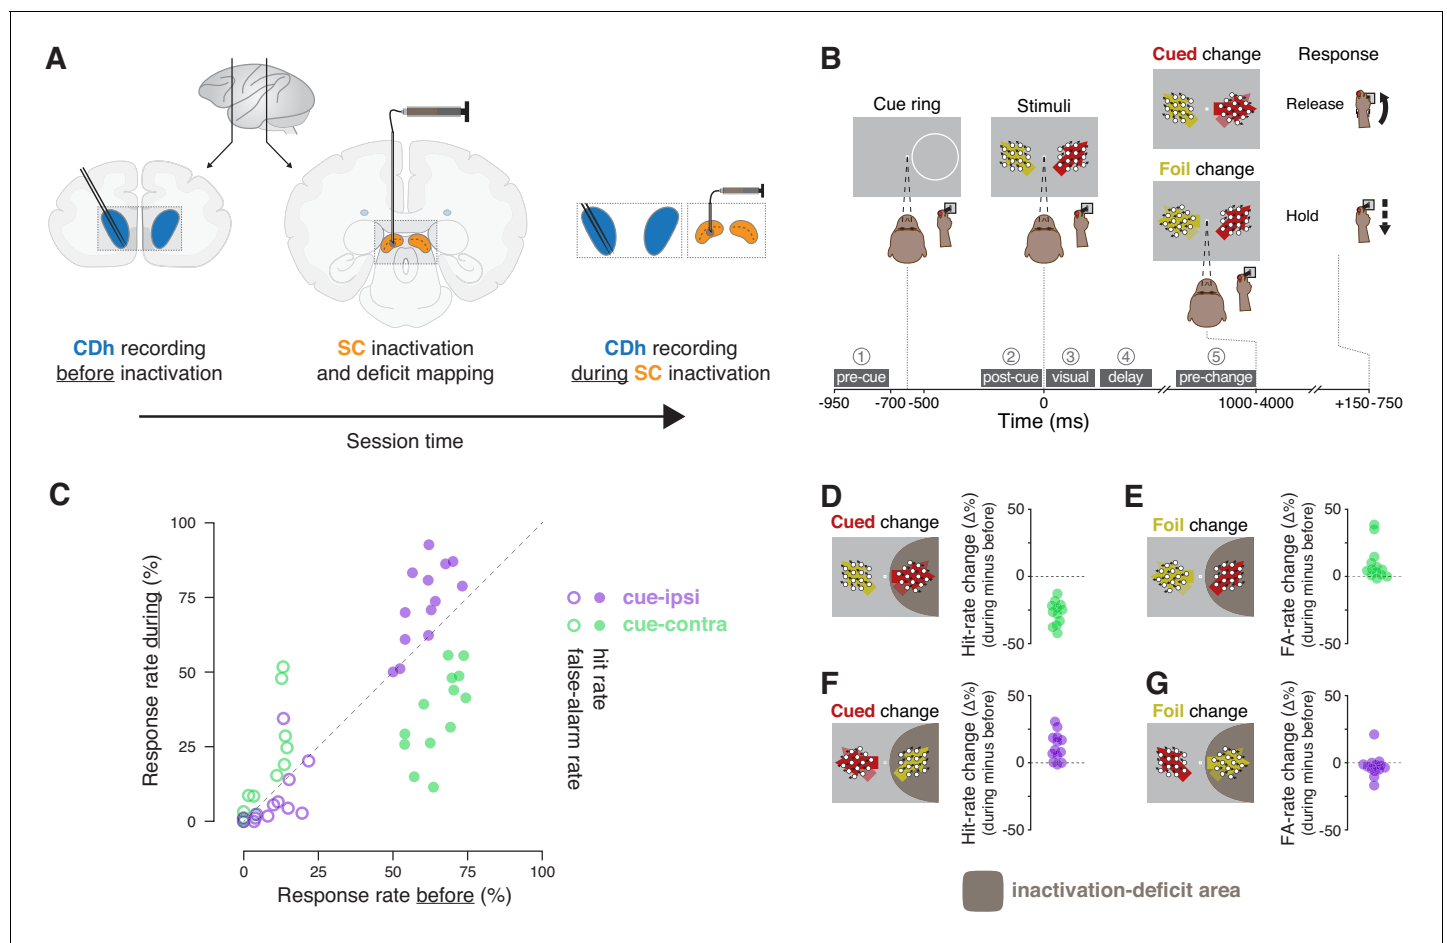 A
CDh recording
before inactivation
SC inactivation
and deficit mapping
CDh recording
during SC inactivation
Session time
B
Cue ring
Stimuli
Cued change
Foil change
Response
Release
Hold
1
2
3
4
5
pre-cue
post-cue
visual
delay
pre-change
-950
-700
-500
0
1000-4000
+150-750
Time (ms)
C
Response rate during (%)
100
75
50
25
0
0
25
50
75
100
Response rate before (%)
cue-ipsi
cue-contra
hit rate
false-alarm rate
D
Cued change
Hit-rate change (Δ%)
(during minus before)
50
0
-50
E
Foil change
FA-rate change (Δ%)
(during minus before)
50
0
-50
F
Cued change
Hit-rate change (Δ%)
(during minus before)
50
0
-50
G
Foil change
FA-rate change (Δ%)
(during minus before)
50
0
-50
inactivation-deficit area